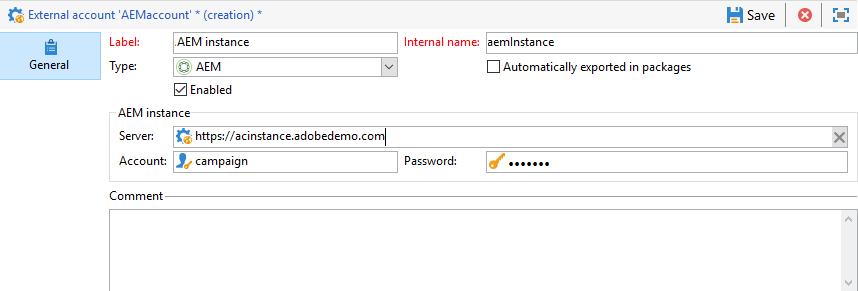 External account 'AEMaccount' * (creation) *
Save
General
Label:
AEM instance
Internal name:
aemInstance
Type:
AEM
Automatically exported in packages
Enabled
AEM instance
Server:
https://acinstance.adobedemo.com
Account:
campaign
Password:
•••••••
Comment